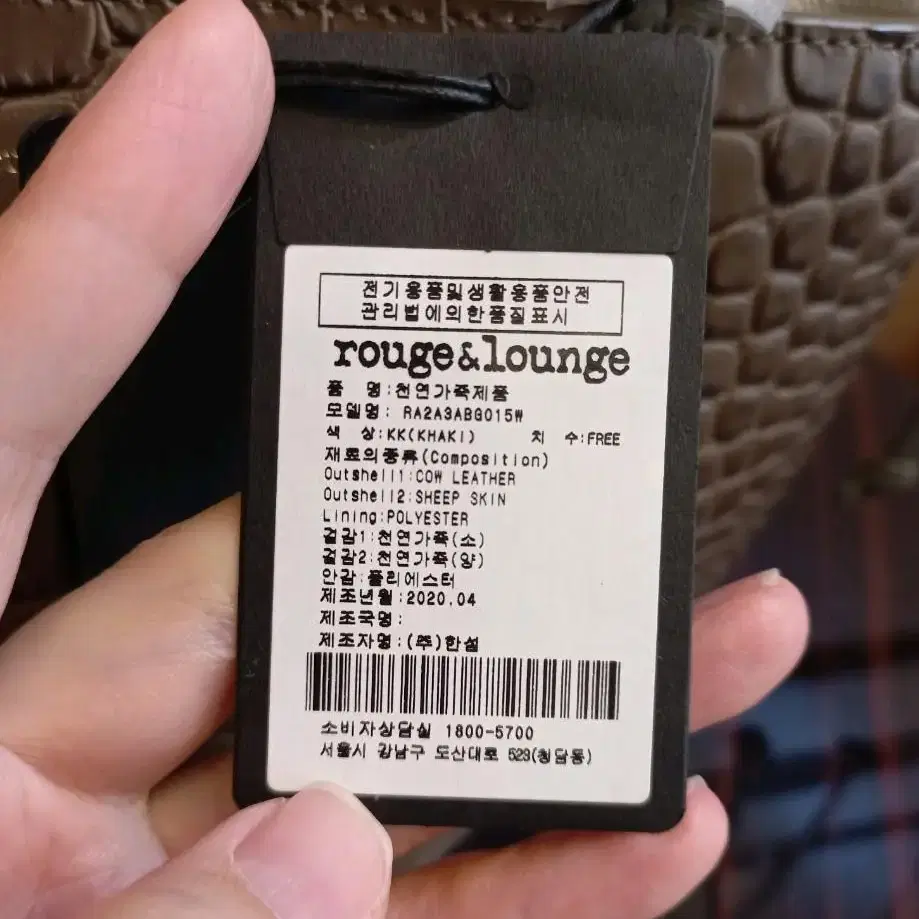 전기용품및생활용품안전
관리법에의한품질표시
rouge&lounge
품 명:천연가죽제품
모델명: RA2A3ABG015W
색 상:KK(KHAKI) 치 수:FREE
재료의종류(Composition)
Outshell1:COW LEATHER
Outshell2:SHEEP SKIN
Lining:POLYESTER
겉감1:천연가죽(소)
겉감2:천연가죽(양)
안감:폴리에스터
제조년월:2020.04
제조국명:
제조자명:(주)한섬
소비자상담실 1800-5700
서울시 강남구 도산대로 523(청담동)